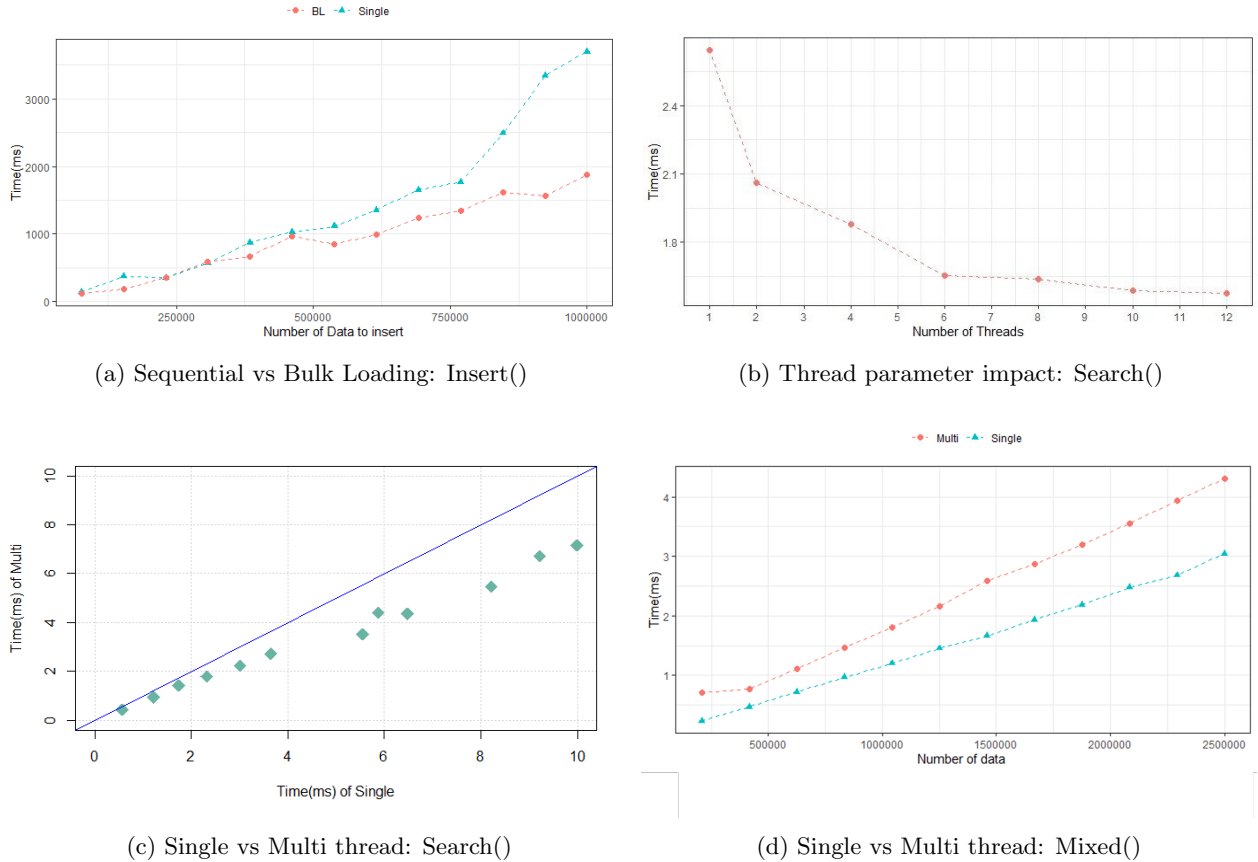 BL Single
3000
2000
1000
0
Time(ms)
250000 500000 750000 1000000
Number of Data to insert
(a) Sequential vs Bulk Loading: Insert()
2.4
2.1
1.8
Time(ms)
1 2 3 4 5 6 7 8 9 10 11 12
Number of Threads
(b) Thread parameter impact: Search()
10
8
6
4
2
0
Time(ms) of Multi
0 2 4 6 8 10
Time(ms) of Single
(c) Single vs Multi thread: Search()
Multi Single
4
3
2
1
Time(ms)
500000 1000000 1500000 2000000 2500000
Number of data
(d) Single vs Multi thread: Mixed()